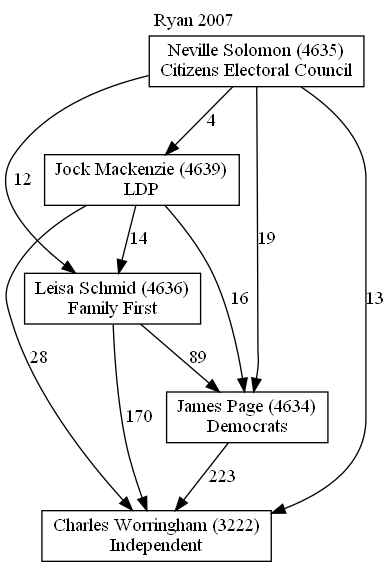 Ryan 2007
Neville Solomon (4635)
Citizens Electoral Council
4
Jock Mackenzie (4639)
LDP
12
14
19
Leisa Schmid (4636)
Family First
16
13
28
89
James Page (4634)
Democrats
170
223
Charles Worringham (3222)
Independent